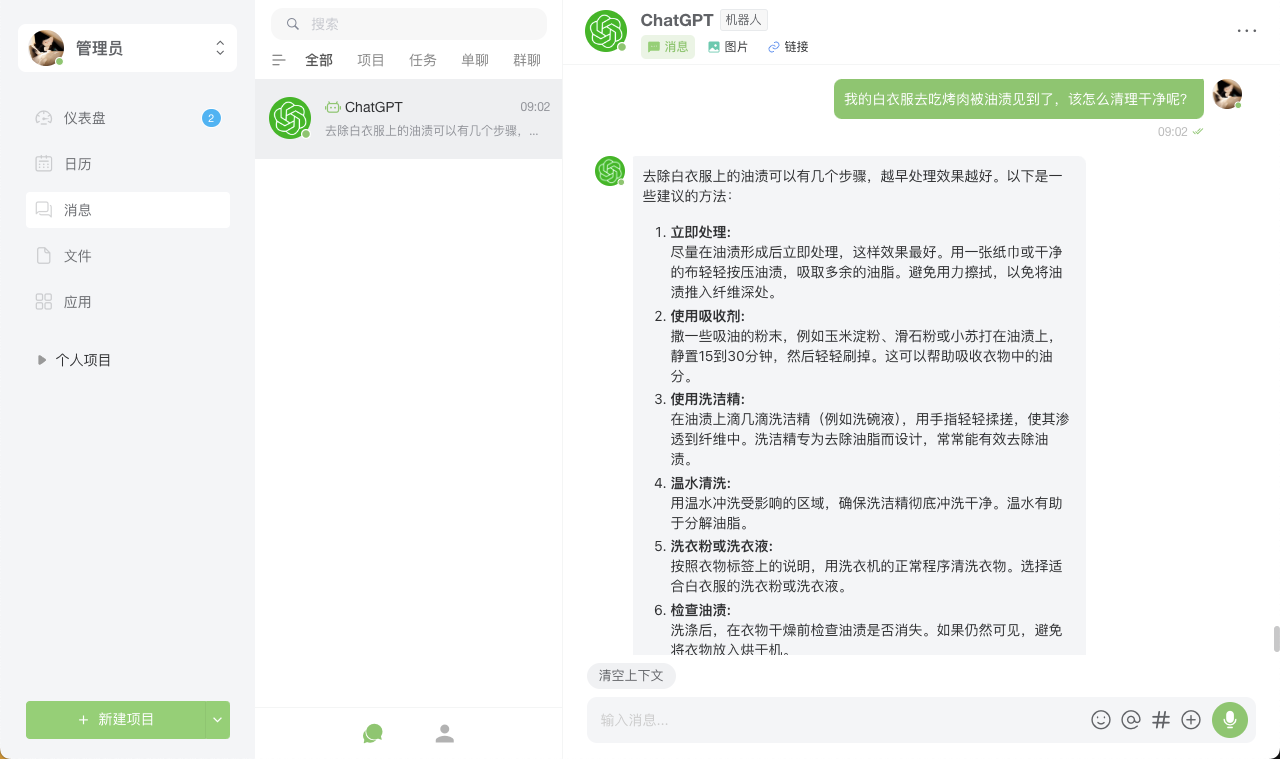 管理员
仪表盘
2
日历
消息
文件
应用
个人项目
新建项目
搜索
全部 项目 任务 单聊 群聊
ChatGPT 09:02
去除白衣服上的油渍可以有几个步骤，...
ChatGPT 机器人
消息 图片 链接
我的白衣服去吃烤肉被油渍见到了，该怎么清理干净呢？
09:02
去除白衣服上的油渍可以有几个步骤，越早处理效果越好。以下是一
些建议的方法：
1. 立即处理:
尽量在油渍形成后立即处理，这样效果最好。用一张纸巾或干净
的布轻轻按压油渍，吸取多余的油脂。避免用力擦拭，以免将油
渍推入纤维深处。
2. 使用吸收剂:
撒一些吸油的粉末，例如玉米淀粉、滑石粉或小苏打在油渍上，
静置15到30分钟，然后轻轻刷掉。这可以帮助吸收衣物中的油
分。
3. 使用洗洁精:
在油渍上滴几滴洗洁精（例如洗碗液），用手指轻轻揉搓，使其渗
透到纤维中。洗洁精专为去除油脂而设计，常常能有效去除油
渍。
4. 温水清洗:
用温水冲洗受影响的区域，确保洗洁精彻底冲洗干净。温水有助
于分解油脂。
5. 洗衣粉或洗衣液:
按照衣物标签上的说明，用洗衣机的正常程序清洗衣物。选择适
合白衣服的洗衣粉或洗衣液。
6. 检查油渍:
洗涤后，在衣物干燥前检查油渍是否消失。如果仍然可见，避免
将衣物放入烘干机。
清空上下文
输入消息...